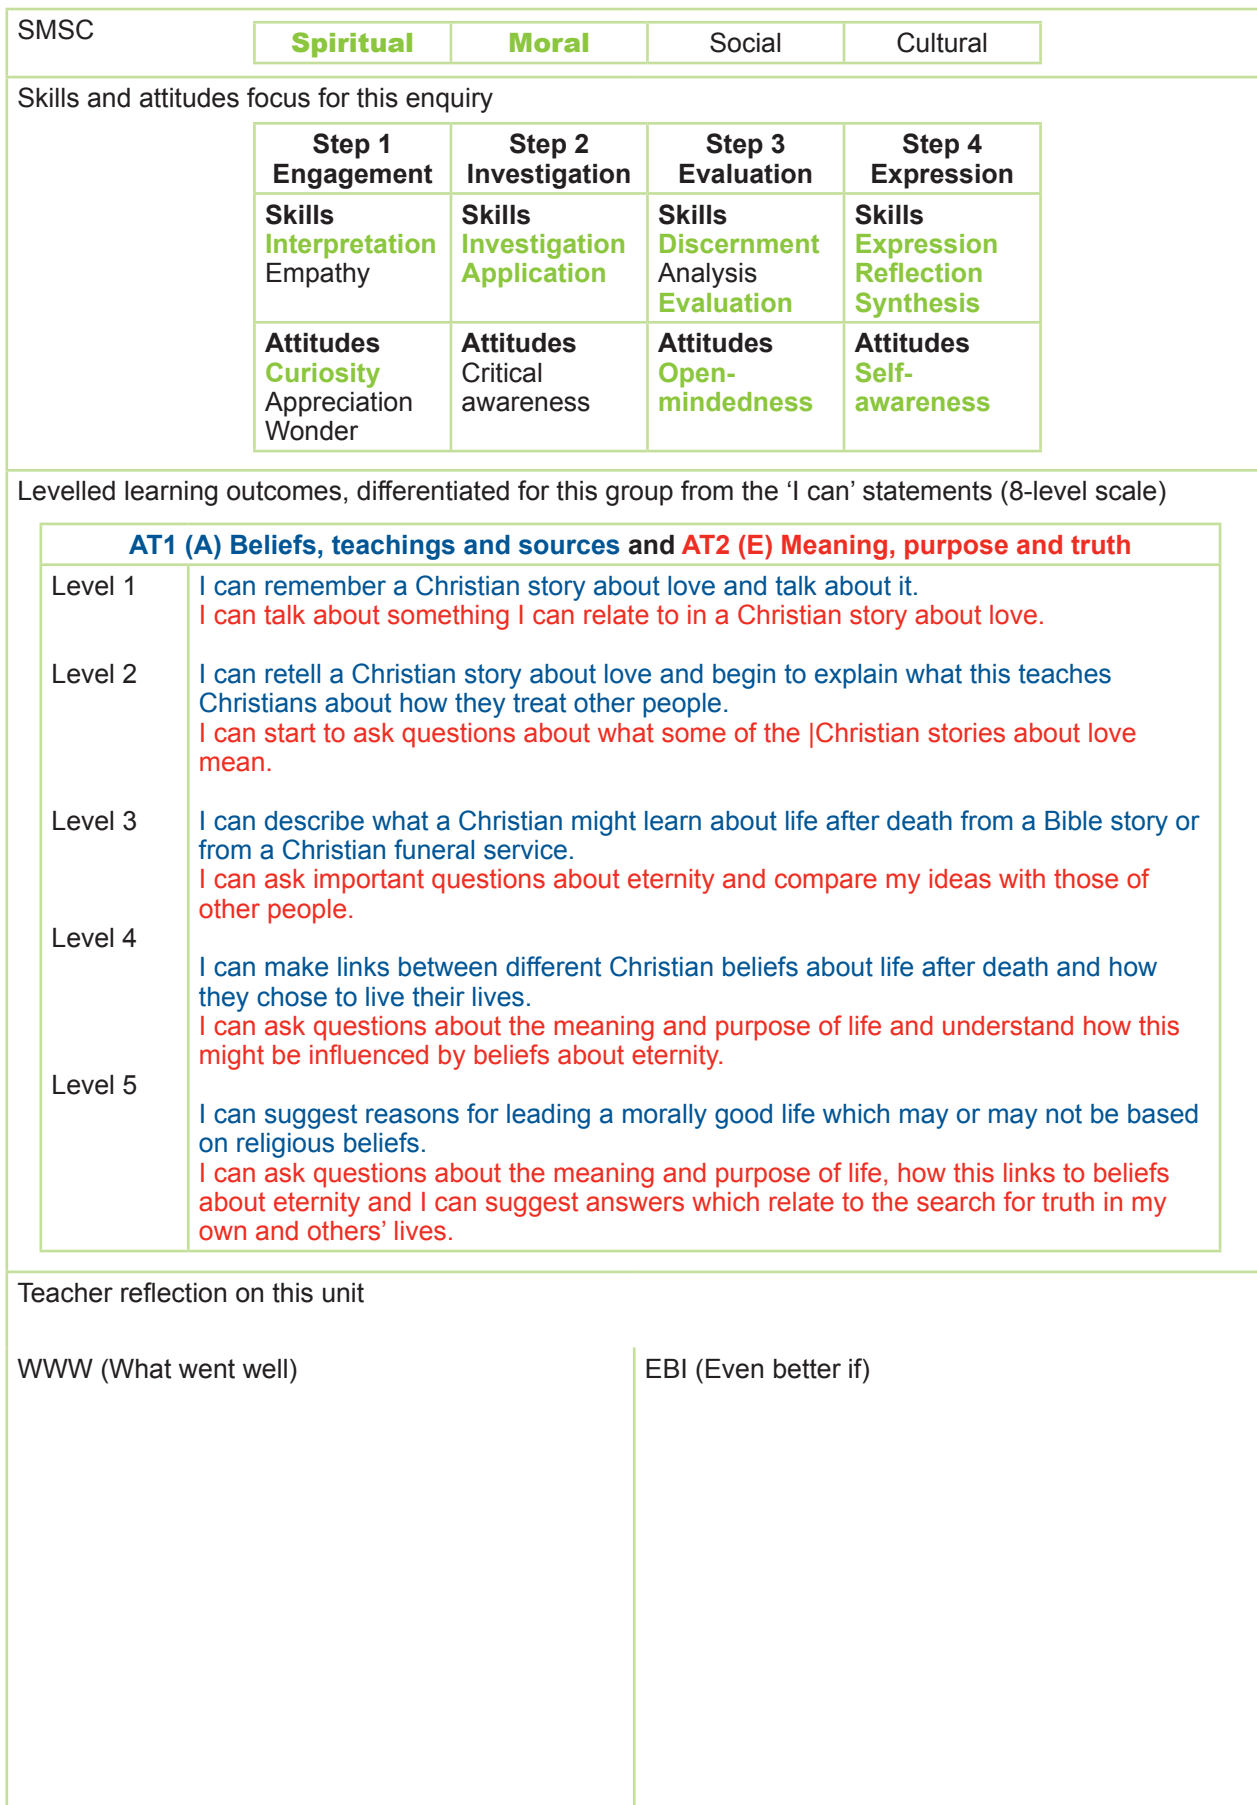 SMSC
Spiritual Moral Social Cultural
Skills and attitudes focus for this enquiry
Step 1 Step 2 Step 3 Step 4
Engagement Investigation Evaluation Expression
Skills Skills Skills Skills
Interpretation Investigation Discernment Expression
Empathy Application Analysis Reflection
Evaluation Synthesis
Attitudes Attitudes Attitudes Attitudes
Curiosity Critical Open- Self-
Appreciation awareness mindedness awareness
Wonder
Levelled learning outcomes, differentiated for this group from the ‘I can’ statements (8-level scale)
AT1 (A) Beliefs, teachings and sources and AT2 (E) Meaning, purpose and truth
Level 1 I can remember a Christian story about love and talk about it.
I can talk about something I can relate to in a Christian story about love.
Level 2 I can retell a Christian story about love and begin to explain what this teaches
Christians about how they treat other people.
I can start to ask questions about what some of the |Christian stories about love
mean.
Level 3 I can describe what a Christian might learn about life after death from a Bible story or
from a Christian funeral service.
I can ask important questions about eternity and compare my ideas with those of
other people.
Level 4
I can make links between different Christian beliefs about life after death and how
they chose to live their lives.
I can ask questions about the meaning and purpose of life and understand how this
might be influenced by beliefs about eternity.
Level 5
I can suggest reasons for leading a morally good life which may or may not be based
on religious beliefs.
I can ask questions about the meaning and purpose of life, how this links to beliefs
about eternity and I can suggest answers which relate to the search for truth in my
own and others’ lives.
Teacher reflection on this unit
WWW (What went well) EBI (Even better if)